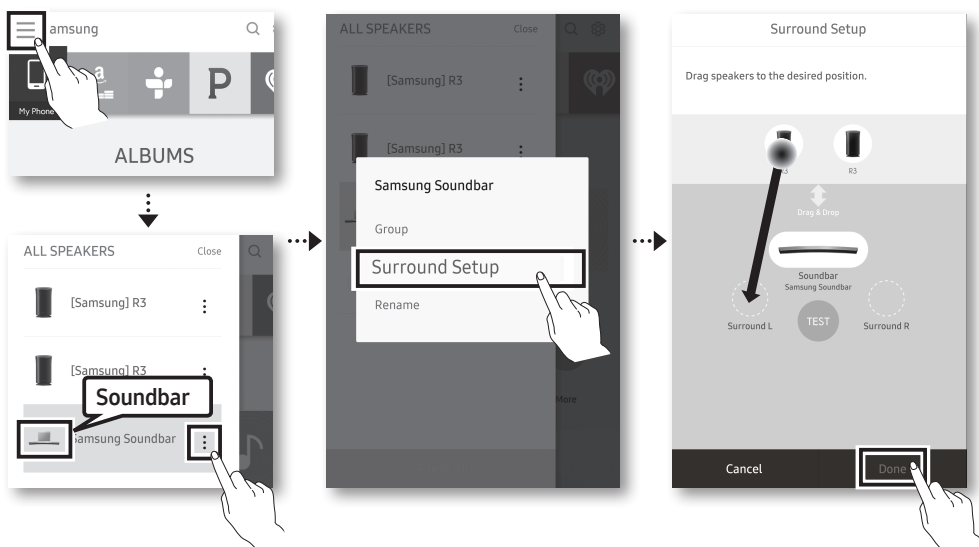 amsung
a
P
My Phone
ALBUMS
ALL SPEAKERS
Close
[Samsung] R3
[Samsung] R3
Soundbar
Samsung Soundbar
ALL SPEAKERS
Close
[Samsung] R3
[Samsung] R3
Samsung Soundbar
Group
Surround Setup
Rename
More
Surround Setup
Drag speakers to the desired position.
R3
R3
Drag & Drop
Soundbar
Samsung Soundbar
Surround L
TEST
Surround R
Cancel
Done